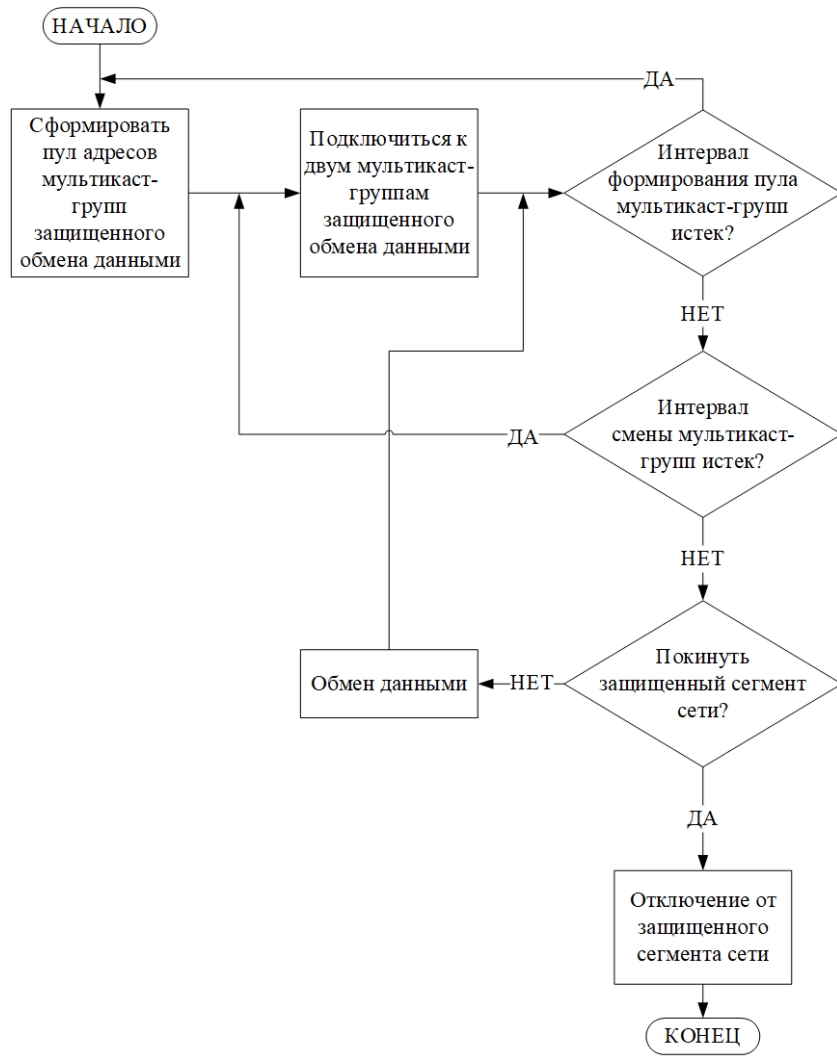 НАЧАЛО
ДА
Сформировать
пул адресов
мультикаст-
групп
защищенного
обмена данными
Подключиться к
двум мультикаст-
группам
защищенного
обмена данными
Интервал
формирования пула
мультикаст-групп
истек?
НЕТ
Интервал
смены мультикаст-
групп истек?
ДА
НЕТ
Покинуть
защищенный сегмент
сети?
НЕТ
Обмен данными
ДА
Отключение от
защищенного
сегмента сети
КОНЕЦ